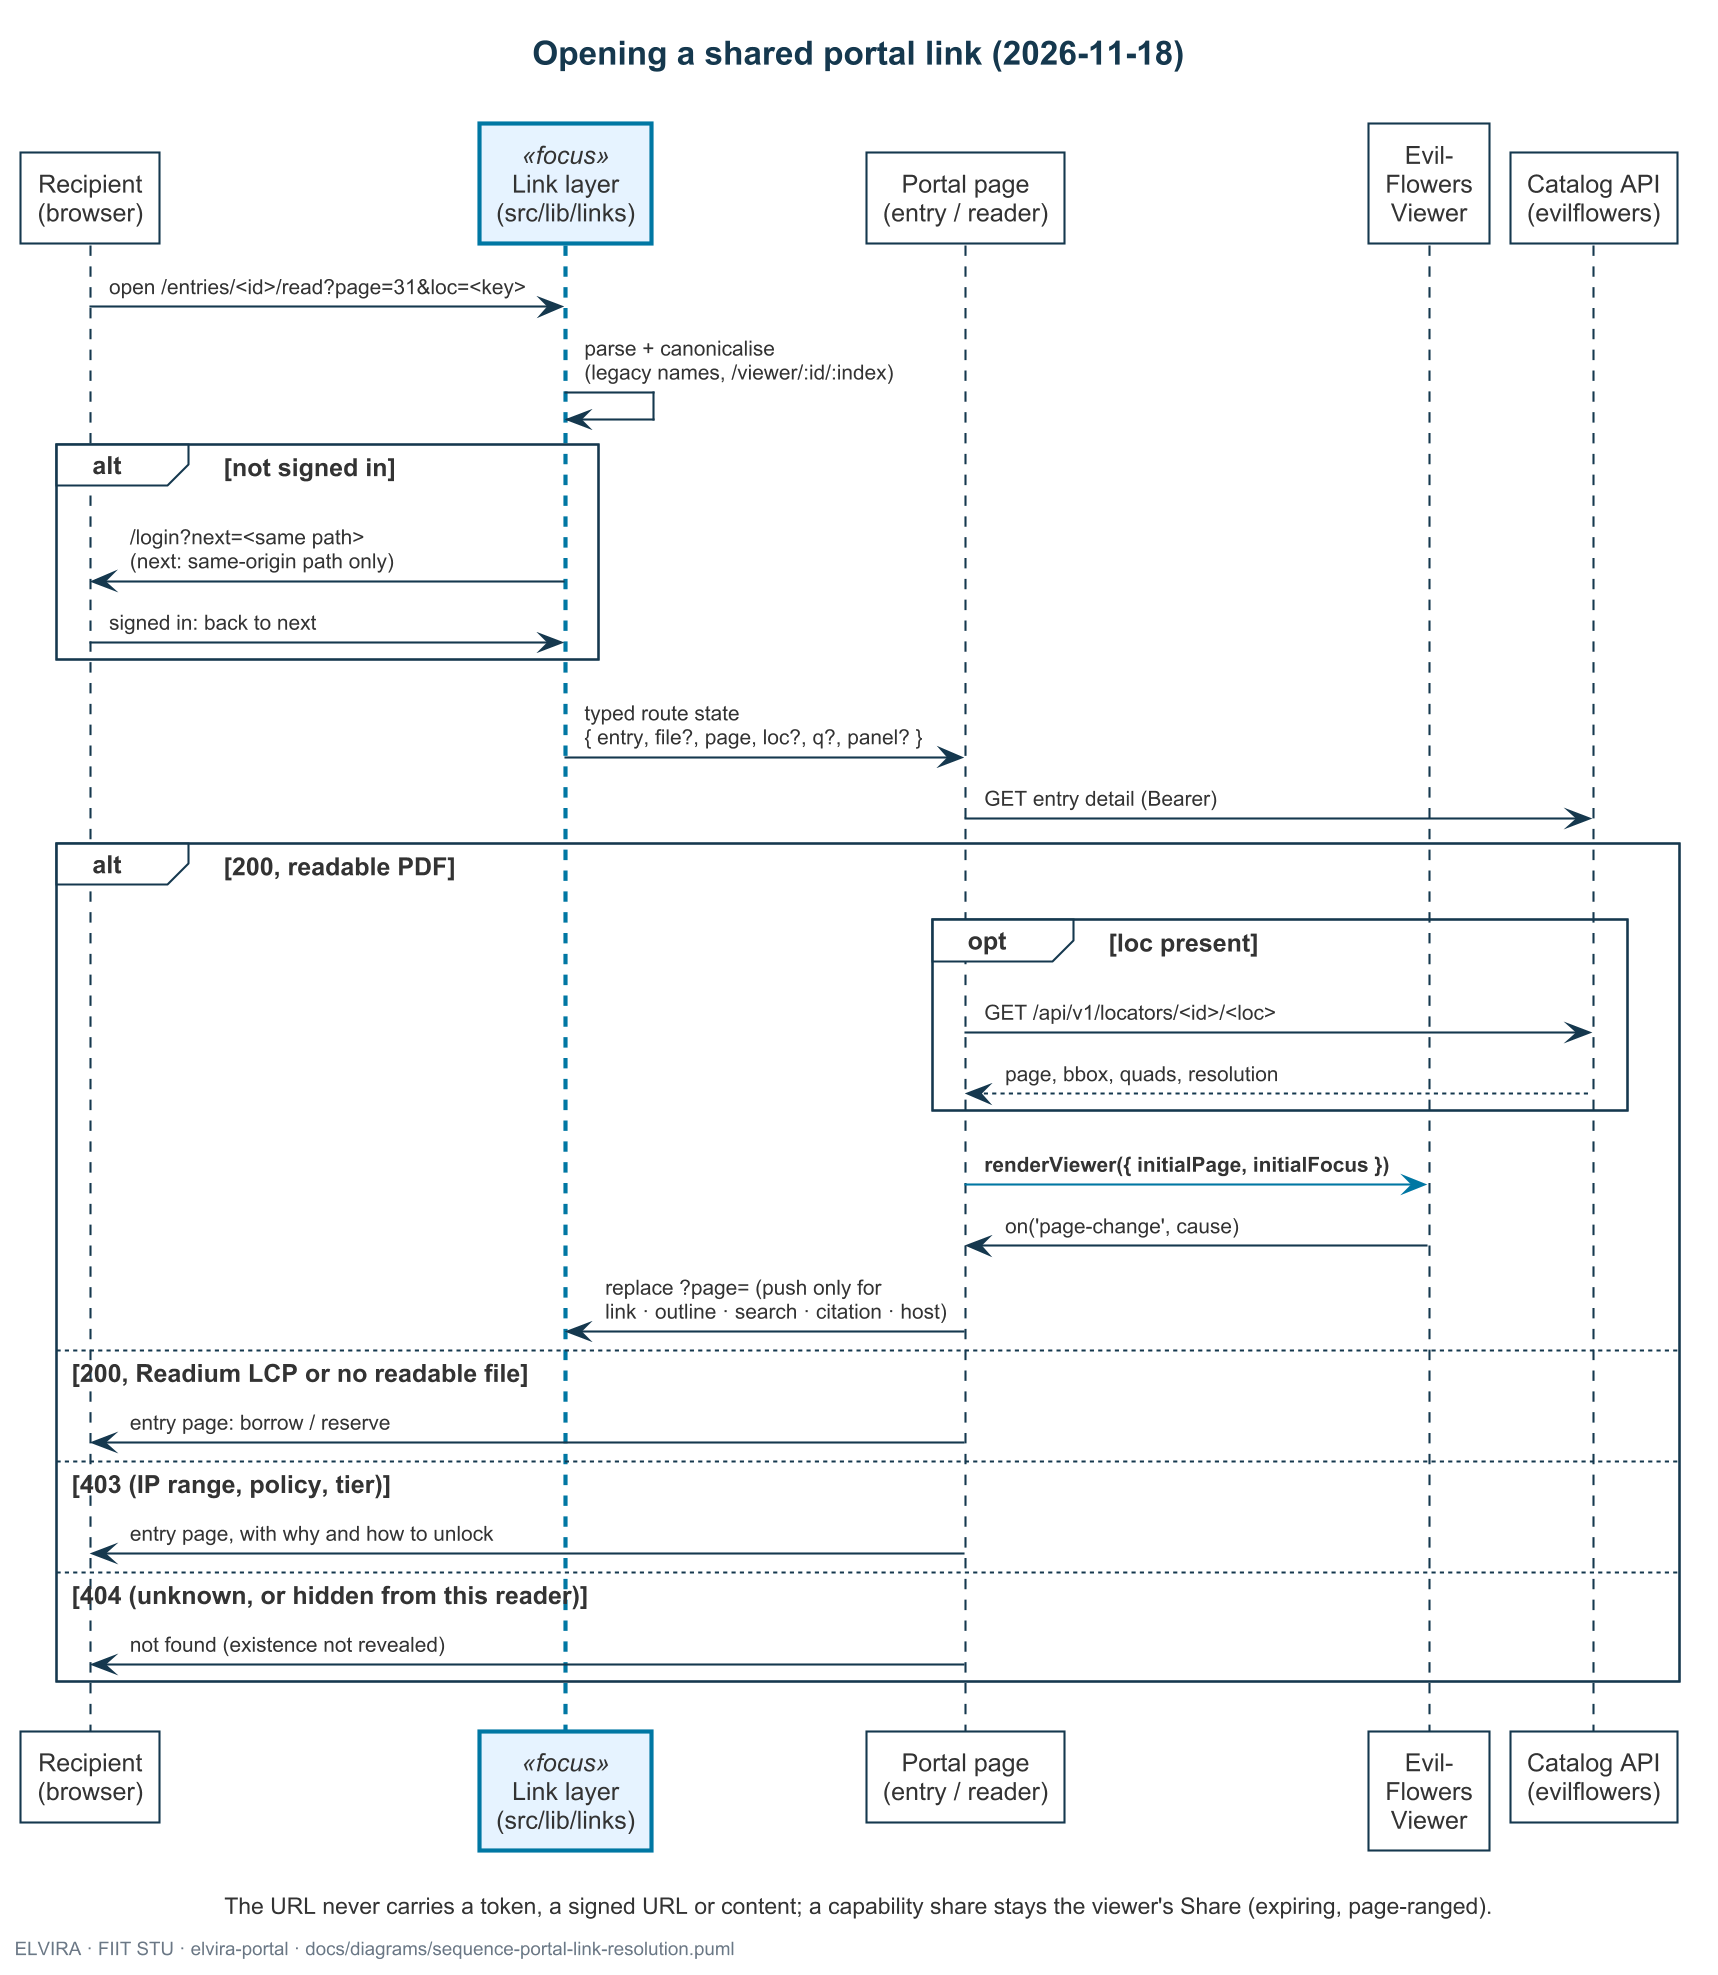 Opening a shared portal link (2026-11-18)
Recipient
(browser)
«focus»
Link layer
(src/lib/links)
Portal page
(entry / reader)
Evil-
Flowers
Viewer
Catalog API
(evilflowers)
open /entries/<id>/read?page=31&loc=<key>
parse + canonicalise
(legacy names, /viewer/:id/:index)
alt
[not signed in]
/login?next=<same path>
(next: same-origin path only)
signed in: back to next
typed route state
{ entry, file?, page, loc?, q?, panel? }
GET entry detail (Bearer)
alt
[200, readable PDF]
opt
[loc present]
GET /api/v1/locators/<id>/<loc>
page, bbox, quads, resolution
renderViewer({ initialPage, initialFocus })
on('page-change', cause)
replace ?page= (push only for
link · outline · search · citation · host)
[200, Readium LCP or no readable file]
entry page: borrow / reserve
[403 (IP range, policy, tier)]
entry page, with why and how to unlock
[404 (unknown, or hidden from this reader)]
not found (existence not revealed)
Recipient
(browser)
«focus»
Link layer
(src/lib/links)
Portal page
(entry / reader)
Evil-
Flowers
Viewer
Catalog API
(evilflowers)
The URL never carries a token, a signed URL or content; a capability share stays the viewer's Share (expiring, page-ranged).
ELVIRA · FIIT STU · elvira-portal · docs/diagrams/sequence-portal-link-resolution.puml